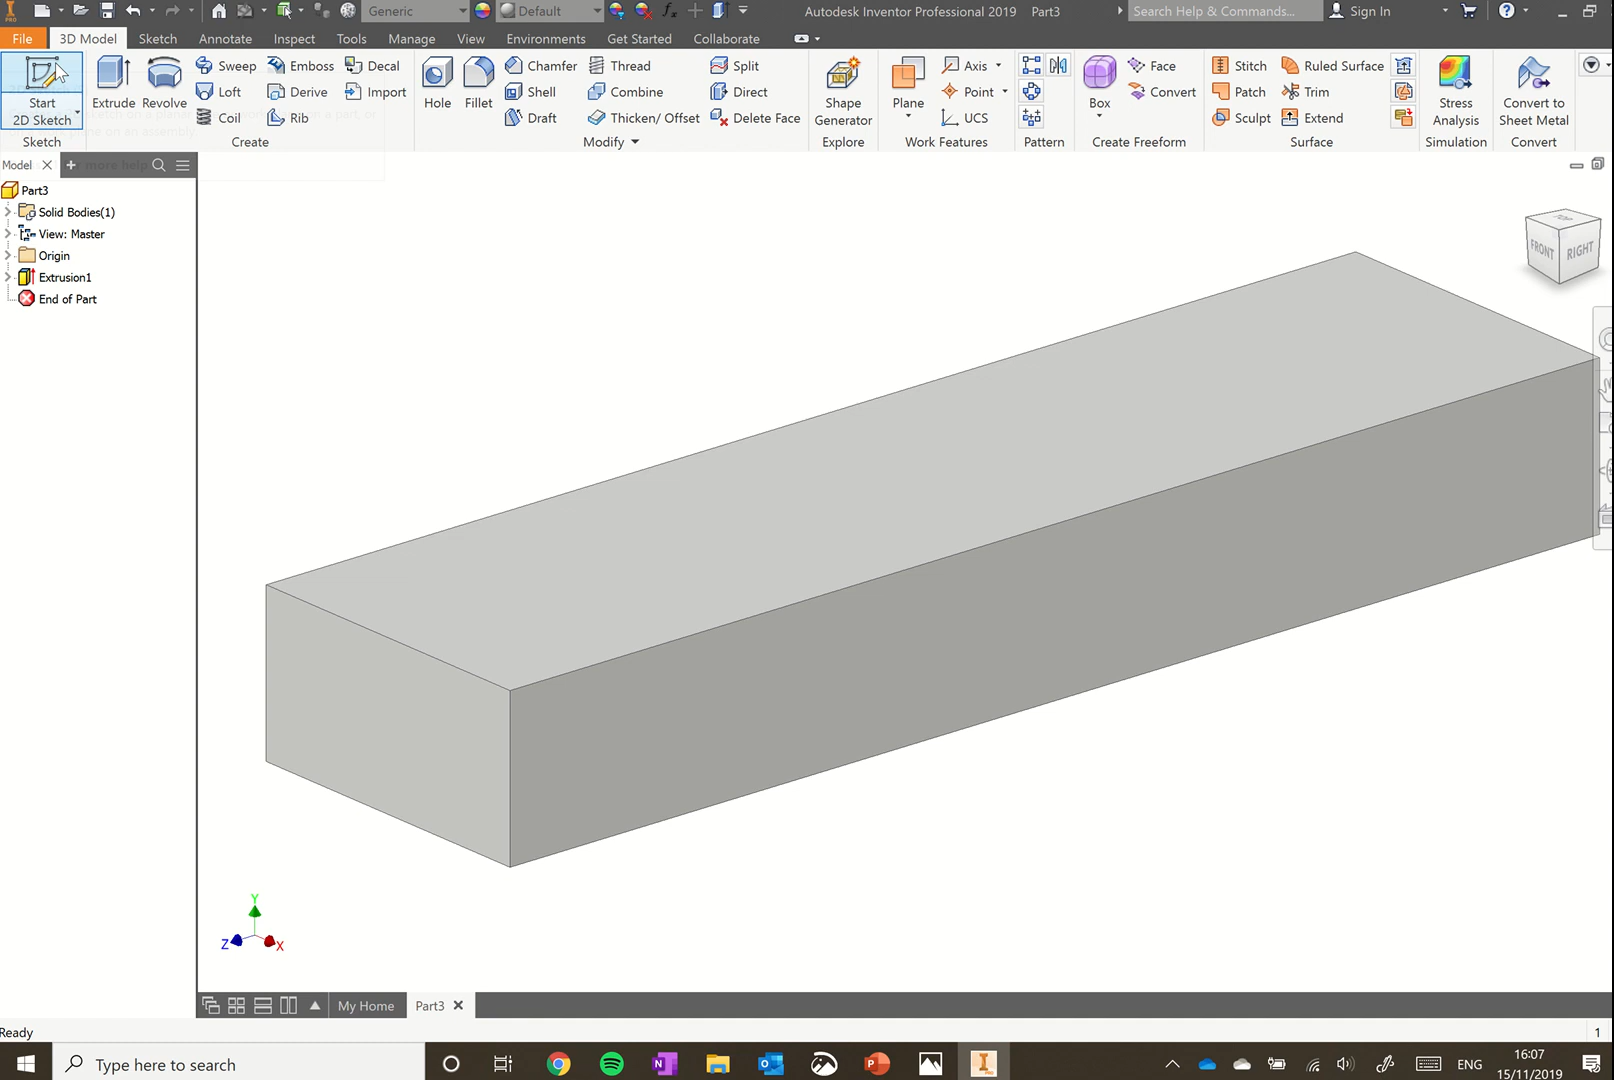 Generic Default Autodesk Inventor Professional 2019 Part3 Search Help & Commands... Sign In
File 3D Model Sketch Annotate Inspect Tools Manage View Environments Get Started Collaborate
Start
2D Sketch
Sketch
Extrude Revolve
Sweep Emboss Decal
Loft Derive Import
Coil Rib
Create
Hole Fillet
Chamfer Thread Split
Shell Combine Direct
Draft Thicken/ Offset Delete Face
Modify
Shape
Generator
Explore
Plane
Axis
Point
UCS
Work Features
Pattern
Box
Face
Convert
Create Freeform
Stitch Ruled Surface
Patch Trim
Sculpt Extend
Surface
Stress
Analysis
Simulation
Convert to
Sheet Metal
Convert
Model + more help
Part3
Solid Bodies(1)
View: Master
Origin
Extrusion1
End of Part
TOP
FRONT RIGHT
Y
Z X
My Home Part3
Ready 1
Type here to search
ENG
16:07
15/11/2019